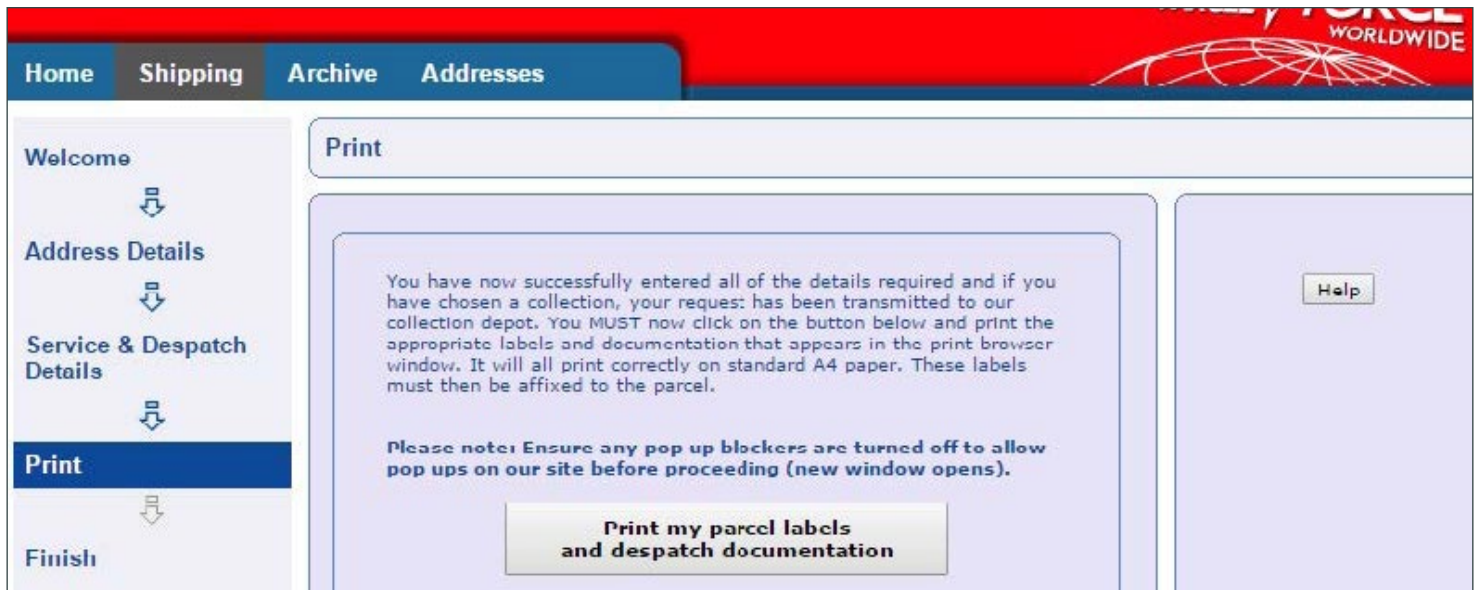 WORLDWIDE
Home Shipping Archive Addresses
Welcome
Address Details
Service & Despatch
Details
Print
Finish
Print
You have now successfully entered all of the details required and if you
have chosen a collection, your request has been transmitted to our
collection depot. You MUST now click on the button below and print the
appropriate labels and documentation that appears in the print browser
window. It will all print correctly on standard A4 paper. These labels
must then be affixed to the parcel.
Please note: Ensure any pop up blockers are turned off to allow
pop ups on our site before proceeding (new window opens).
Print my parcel labels
and despatch documentation
Help